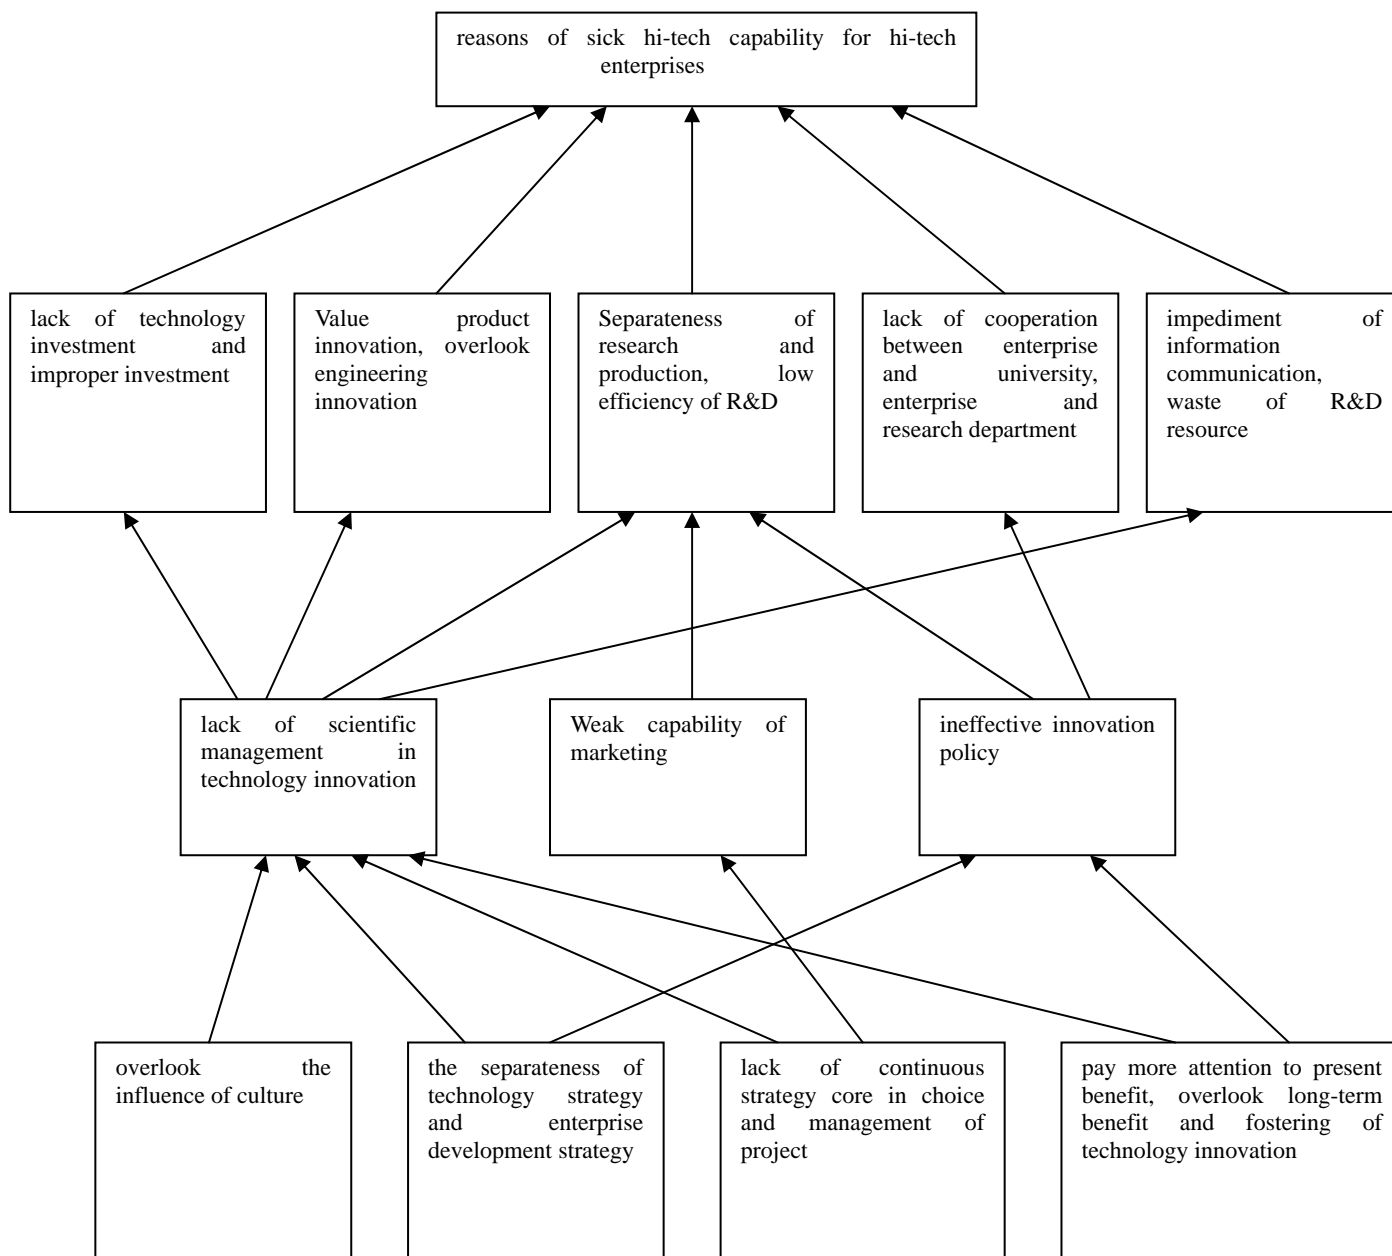 reasons of sick hi-tech capability for hi-tech
enterprises
lack of technology
investment and
improper investment
Value product
innovation, overlook
engineering
innovation
Separateness of
research and
production, low
efficiency of R&D
lack of cooperation
between enterprise
and university,
enterprise and
research department
impediment of
information
communication,
waste of R&D
resource
lack of scientific
management in
technology innovation
Weak capability of
marketing
ineffective innovation
policy
overlook the
influence of culture
the separateness of
technology strategy
and enterprise
development strategy
lack of continuous
strategy core in choice
and management of
project
pay more attention to present
benefit, overlook long-term
benefit and fostering of
technology innovation